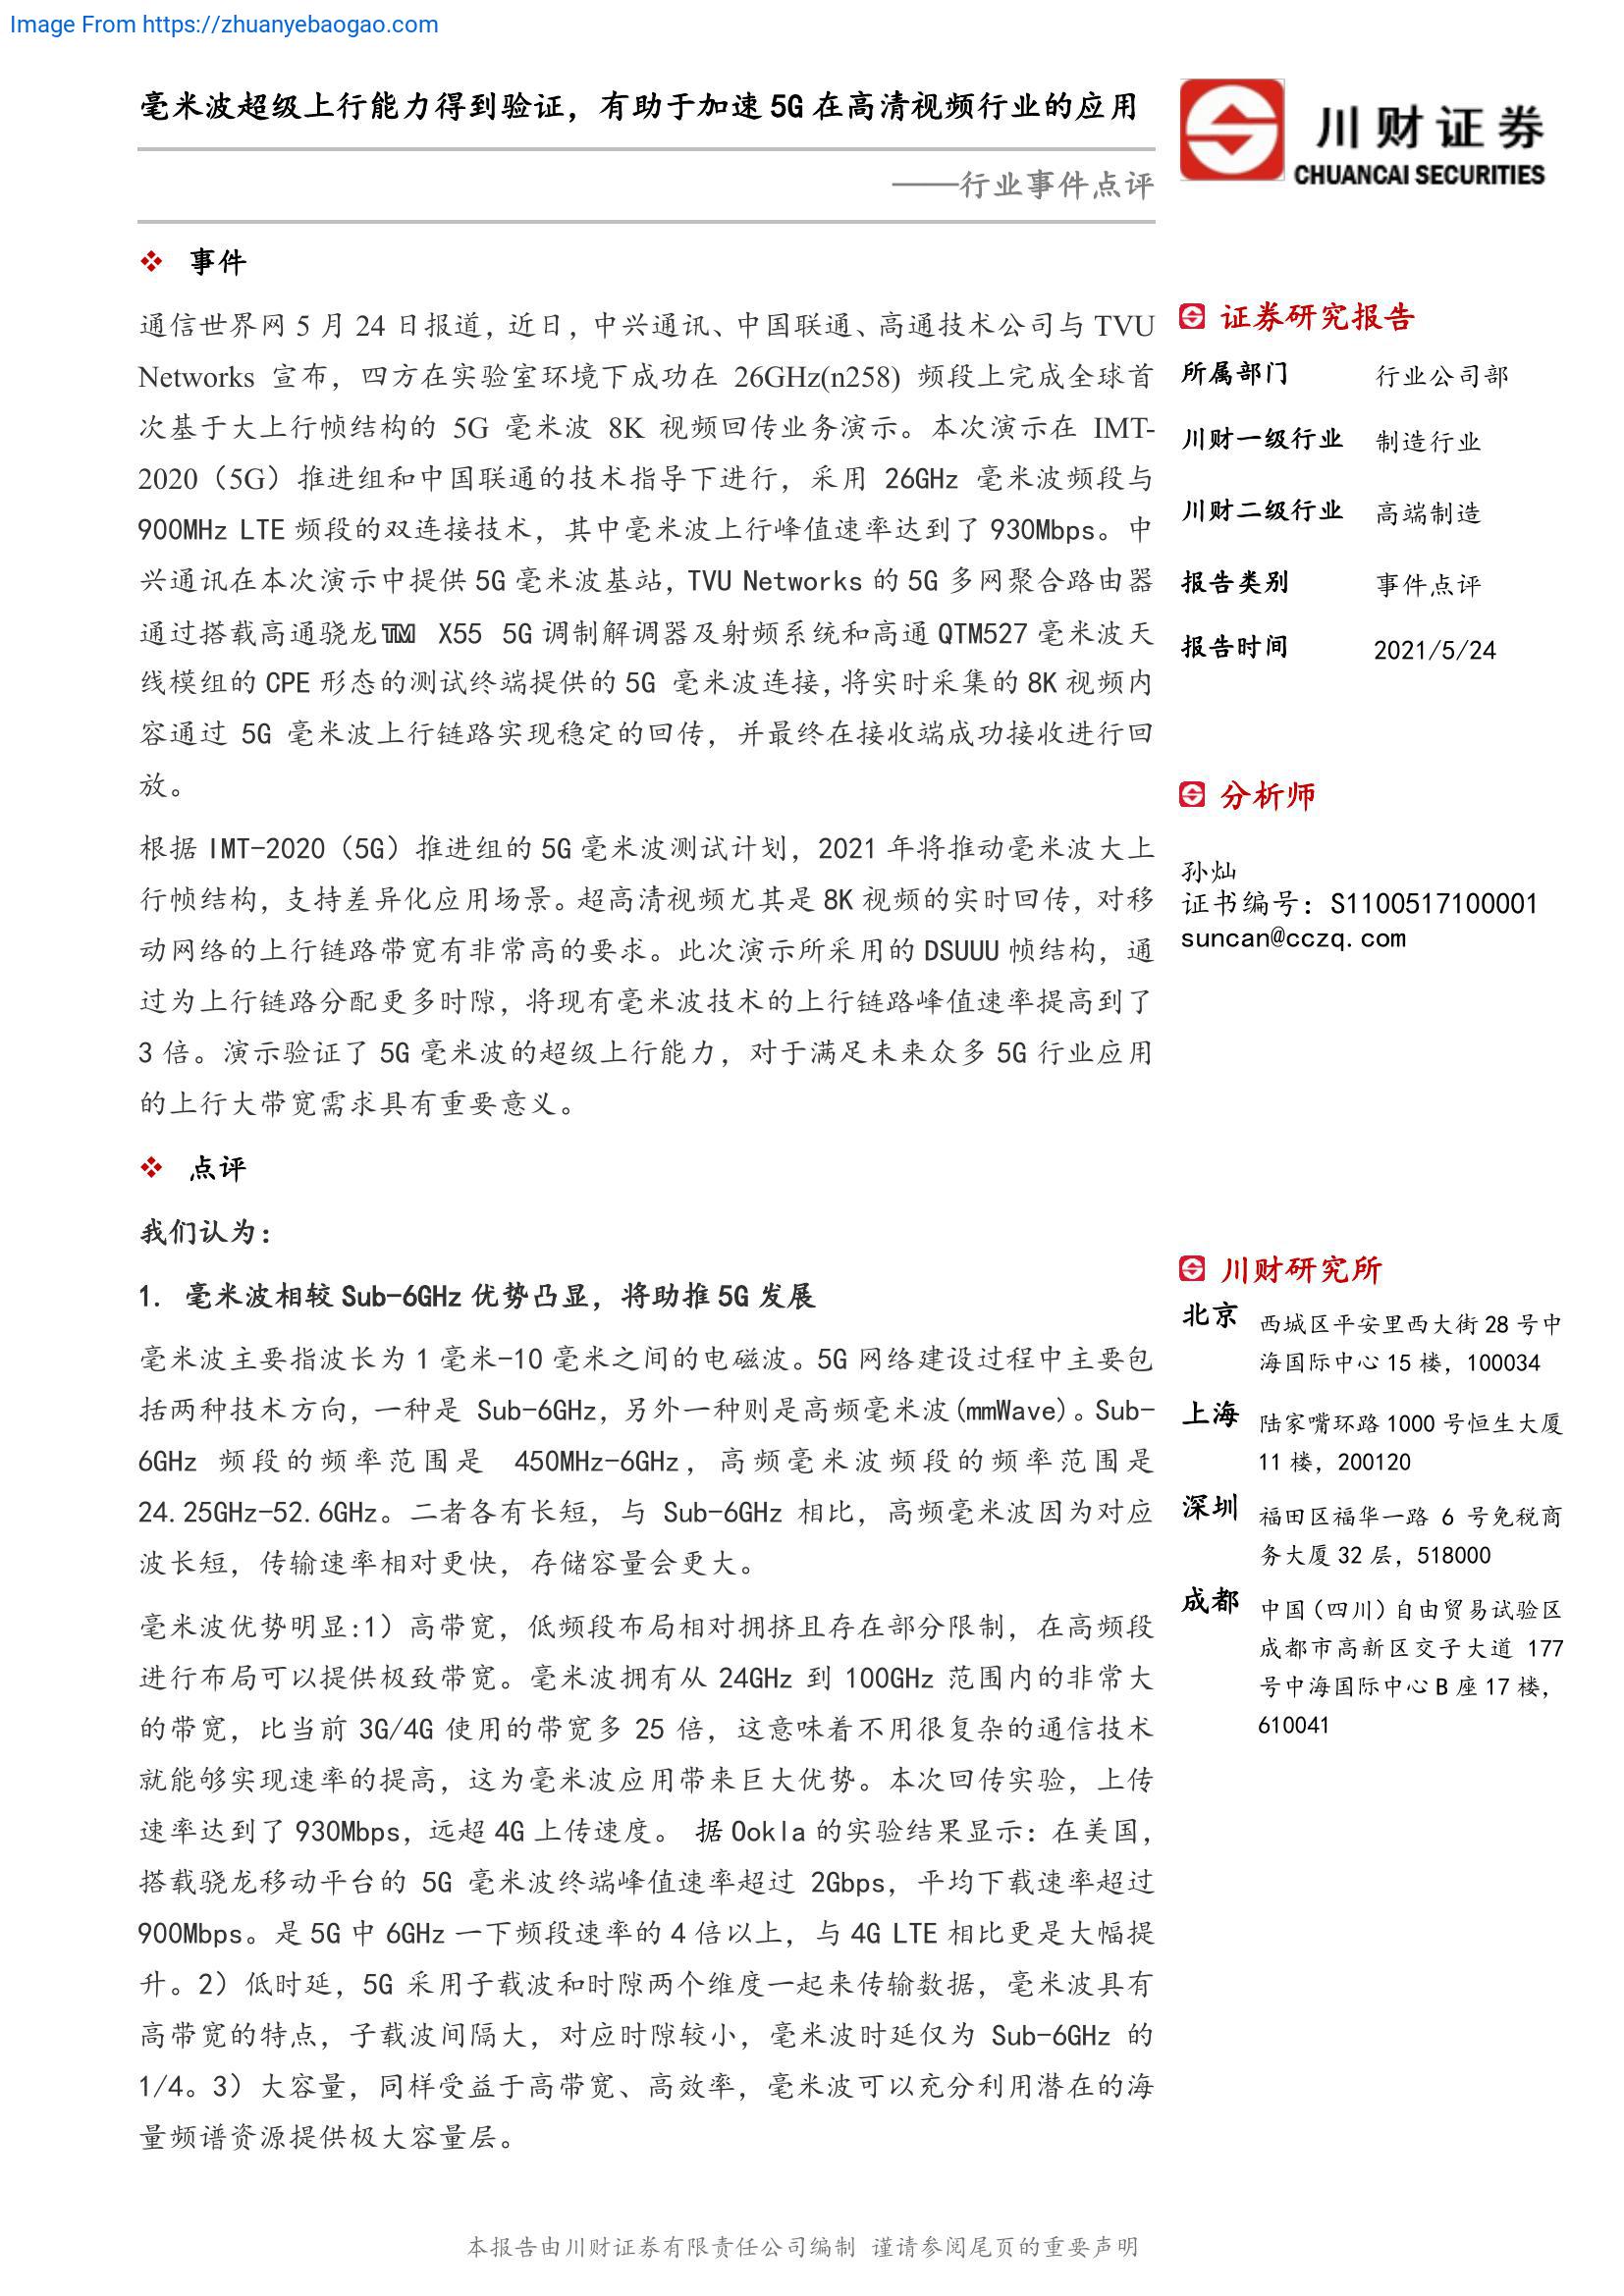 Image From https://zhuanyebaogao.com
毫米波超级上行能力得到验证，有助于加速 5G 在高清视频行业的应用
——行业事件点评
川财证券
CHUANCAI SECURITIES
事件
通信世界网 5 月 24 日报道，近日，中兴通讯、中国联通、高通技术公司与 TVU
Networks 宣布，四方在实验室环境下成功在 26GHz(n258) 频段上完成全球首
次基于大上行帧结构的 5G 毫米波 8K 视频回传业务演示。本次演示在 IMT-
2020（5G）推进组和中国联通的技术指导下进行，采用 26GHz 毫米波频段与
900MHz LTE 频段的双连接技术，其中毫米波上行峰值速率达到了 930Mbps。中
兴通讯在本次演示中提供 5G 毫米波基站，TVU Networks 的 5G 多网聚合路由器
通过搭载高通骁龙™ X55 5G 调制解调器及射频系统和高通 QTM527 毫米波天
线模组的 CPE 形态的测试终端提供的 5G 毫米波连接，将实时采集的 8K 视频内
容通过 5G 毫米波上行链路实现稳定的回传，并最终在接收端成功接收进行回
放。
根据 IMT-2020（5G）推进组的 5G 毫米波测试计划，2021 年将推动毫米波大上
行帧结构，支持差异化应用场景。超高清视频尤其是 8K 视频的实时回传，对移
动网络的上行链路带宽有非常高的要求。此次演示所采用的 DSUUU 帧结构，通
过为上行链路分配更多时隙，将现有毫米波技术的上行链路峰值速率提高到了
3 倍。演示验证了 5G 毫米波的超级上行能力，对于满足未来众多 5G 行业应用
的上行大带宽需求具有重要意义。
点评
我们认为：
1. 毫米波相较 Sub-6GHz 优势凸显，将助推 5G 发展
毫米波主要指波长为 1 毫米-10 毫米之间的电磁波。5G 网络建设过程中主要包
括两种技术方向，一种是 Sub-6GHz，另外一种则是高频毫米波(mmWave)。Sub-
6GHz 频段的频率范围是 450MHz-6GHz，高频毫米波频段的频率范围是
24.25GHz-52.6GHz。二者各有长短，与 Sub-6GHz 相比，高频毫米波因为对应
波长短，传输速率相对更快，存储容量会更大。
毫米波优势明显:1）高带宽，低频段布局相对拥挤且存在部分限制，在高频段
进行布局可以提供极致带宽。毫米波拥有从 24GHz 到 100GHz 范围内的非常大
的带宽，比当前 3G/4G 使用的带宽多 25 倍，这意味着不用很复杂的通信技术
就能够实现速率的提高，这为毫米波应用带来巨大优势。本次回传实验，上传
速率达到了 930Mbps，远超 4G 上传速度。 据 Ookla 的实验结果显示：在美国，
搭载骁龙移动平台的 5G 毫米波终端峰值速率超过 2Gbps，平均下载速率超过
900Mbps。是 5G 中 6GHz 一下频段速率的 4 倍以上，与 4G LTE 相比更是大幅提
升。2）低时延，5G 采用子载波和时隙两个维度一起来传输数据，毫米波具有
高带宽的特点，子载波间隔大，对应时隙较小，毫米波时延仅为 Sub-6GHz 的
1/4。3）大容量，同样受益于高带宽、高效率，毫米波可以充分利用潜在的海
量频谱资源提供极大容量层。
证券研究报告
所属部门 行业公司部
川财一级行业 制造行业
川财二级行业 高端制造
报告类别 事件点评
报告时间 2021/5/24
分析师
孙灿
证书编号：S1100517100001
suncan@cczq.com
川财研究所
北京 西城区平安里西大街 28 号中
海国际中心 15 楼，100034
上海 陆家嘴环路 1000 号恒生大厦
11 楼，200120
深圳 福田区福华一路 6 号免税商
务大厦 32 层，518000
成都 中国（四川）自由贸易试验区
成都市高新区交子大道 177
号中海国际中心 B 座 17 楼，
610041
本报告由川财证券有限责任公司编制 谨请参阅尾页的重要声明